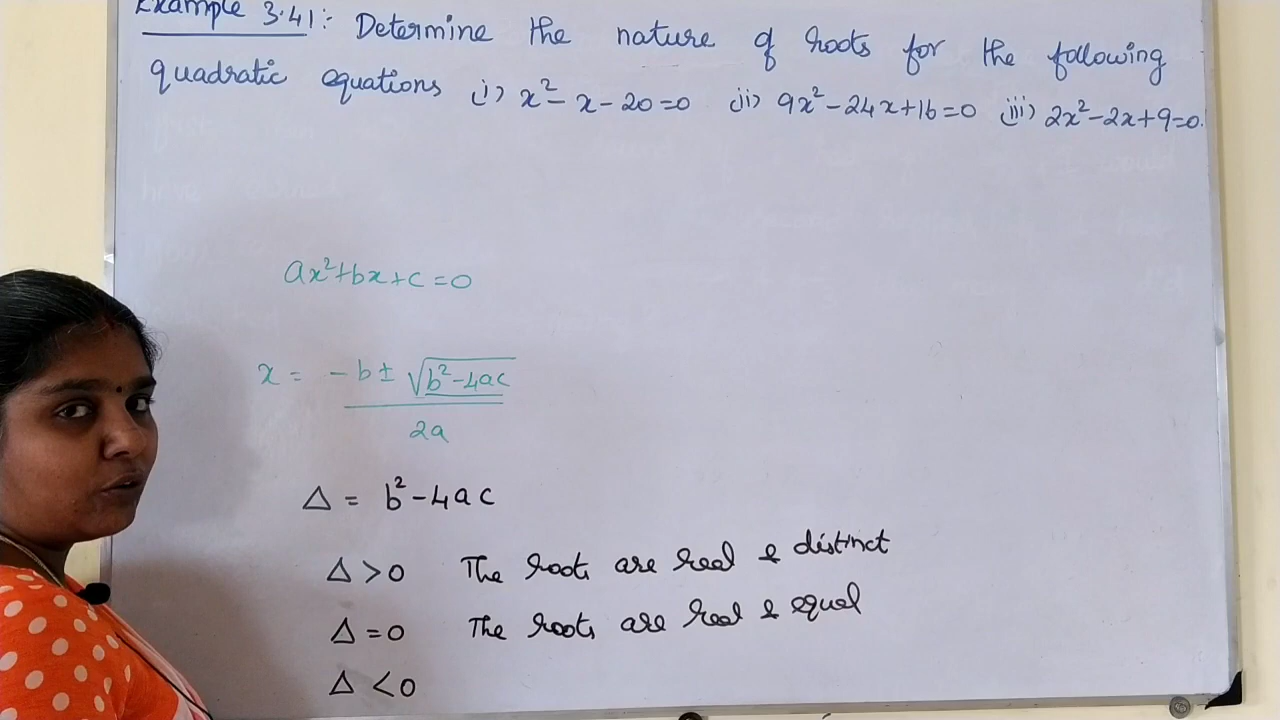 Example 3.41:- Determine the nature of roots for the following
quadratic equations (i) x² - x - 20 = 0 (ii) 9x² - 24x + 16 = 0 (iii) 2x² - 2x + 9 = 0.
ax² + bx + c = 0
x = -b ± √(b² - 4ac) / 2a
Δ = b² - 4ac
Δ > 0 The roots are real & distinct
Δ = 0 The roots are real & equal
Δ < 0